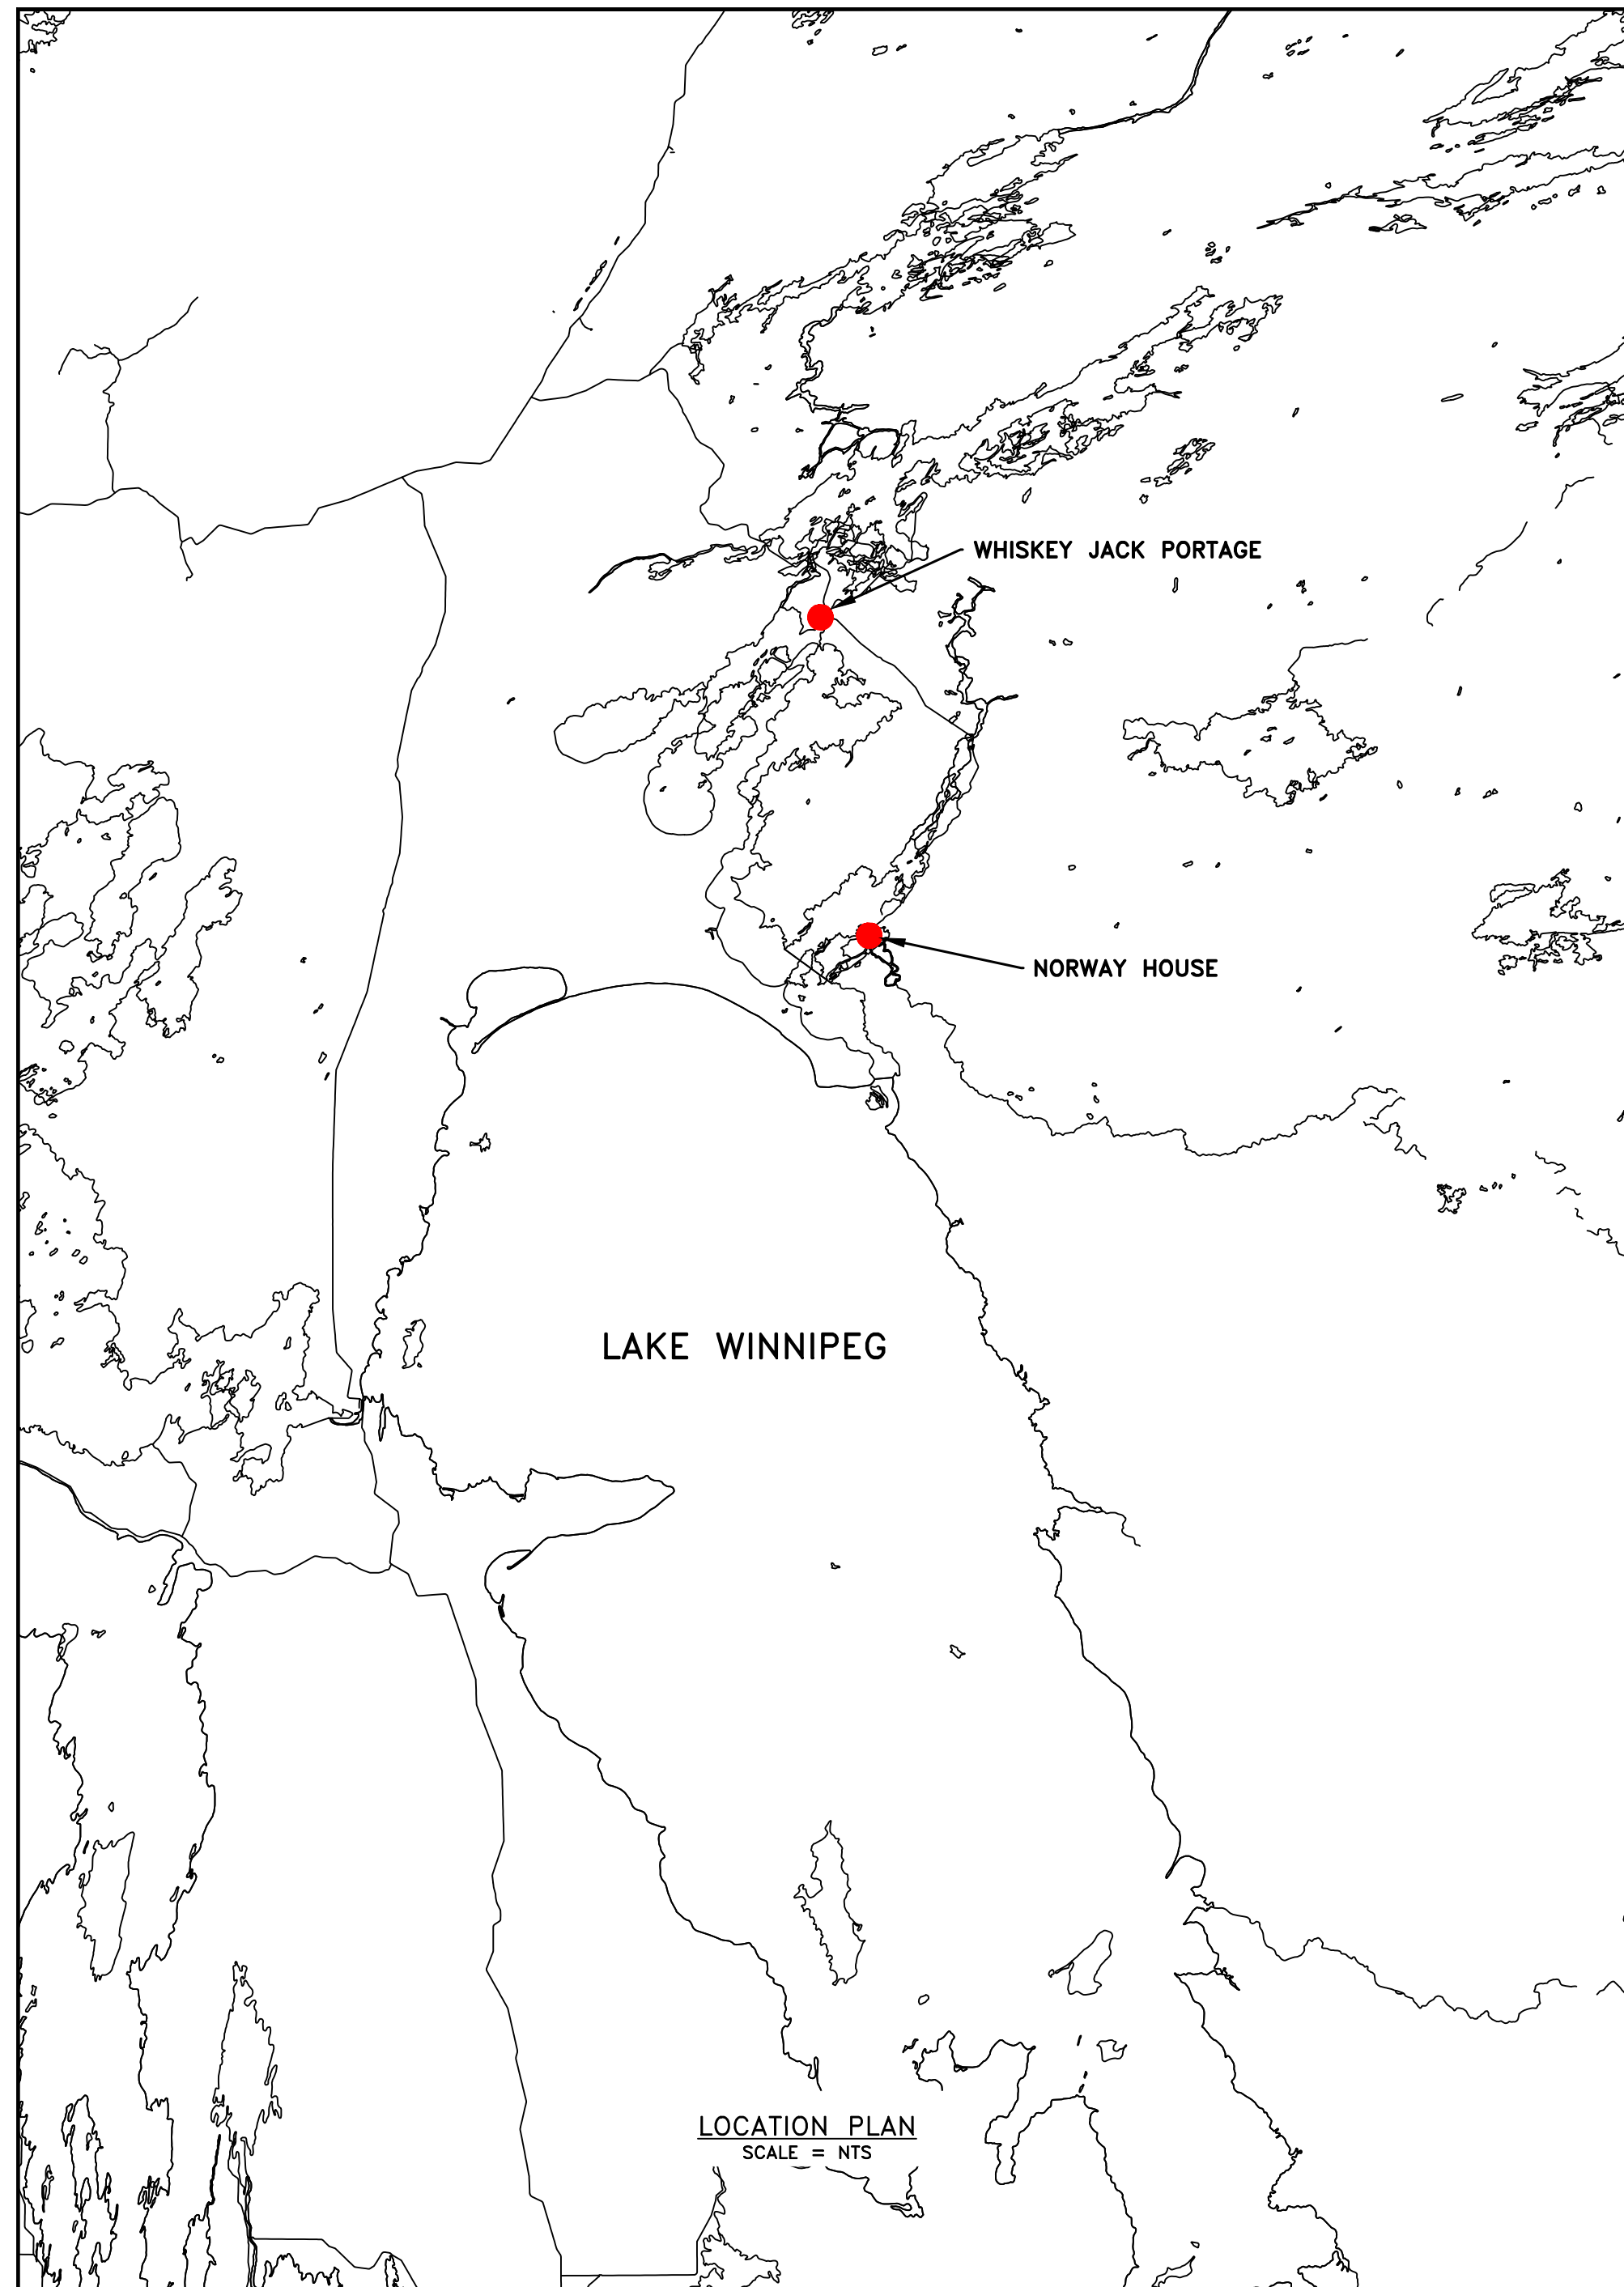 WHISKEY JACK PORTAGE
NORWAY HOUSE
LAKE WINNIPEG
LOCATION PLAN
SCALE = NTS